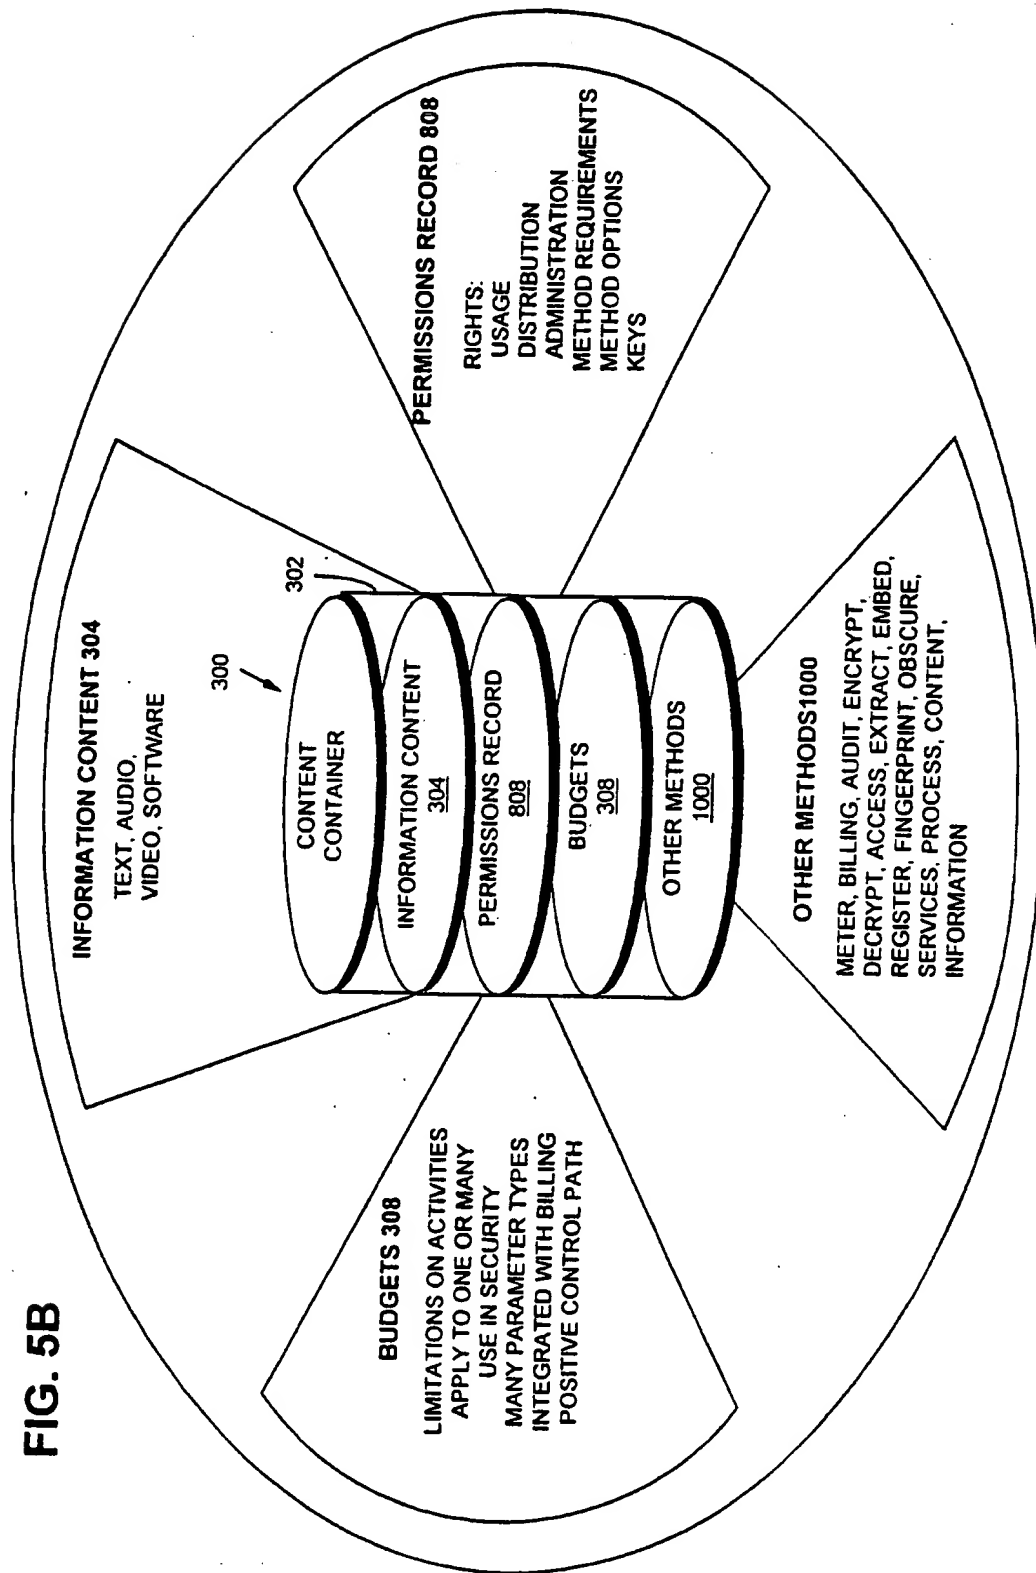 FIG. 5B
INFORMATION CONTENT 304
TEXT, AUDIO,
VIDEO, SOFTWARE
BUDGETS 308
LIMITATIONS ON ACTIVITIES
APPLY TO ONE OR MANY
USE IN SECURITY
MANY PARAMETER TYPES
INTEGRATED WITH BILLING
POSITIVE CONTROL PATH
300
302
CONTENT
CONTAINER
INFORMATION CONTENT
304
PERMISSIONS RECORD
808
BUDGETS
308
OTHER METHODS
1000
PERMISSIONS RECORD 808
RIGHTS:
USAGE
DISTRIBUTION
ADMINISTRATION
METHOD REQUIREMENTS
METHOD OPTIONS
KEYS
OTHER METHODS1000
METER, BILLING, AUDIT, ENCRYPT,
DECRYPT, ACCESS, EXTRACT, EMBED,
REGISTER, FINGERPRINT, OBSCURE,
SERVICES, PROCESS, CONTENT,
INFORMATION